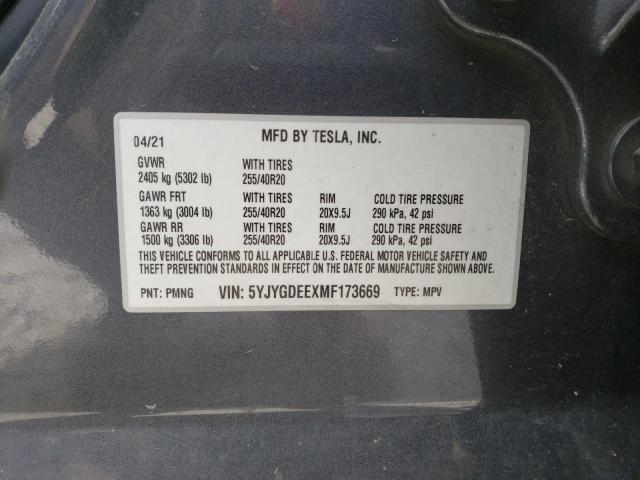 04/21 MFD BY TESLA, INC.
GVWR WITH TIRES
2405 kg (5302 lb) 255/40R20
GAWR FRT WITH TIRES RIM COLD TIRE PRESSURE
1363 kg (3004 lb) 255/40R20 20X9.5J 290 kPa, 42 psi
GAWR RR WITH TIRES RIM COLD TIRE PRESSURE
1500 kg (3306 lb) 255/40R20 20X9.5J 290 kPa, 42 psi
THIS VEHICLE CONFORMS TO ALL APPLICABLE U.S. FEDERAL MOTOR VEHICLE SAFETY AND
THEFT PREVENTION STANDARDS IN EFFECT ON THE DATE OF MANUFACTURE SHOWN ABOVE.
PNT: PMNG VIN: 5YJYGDEEXMF173669 TYPE: MPV